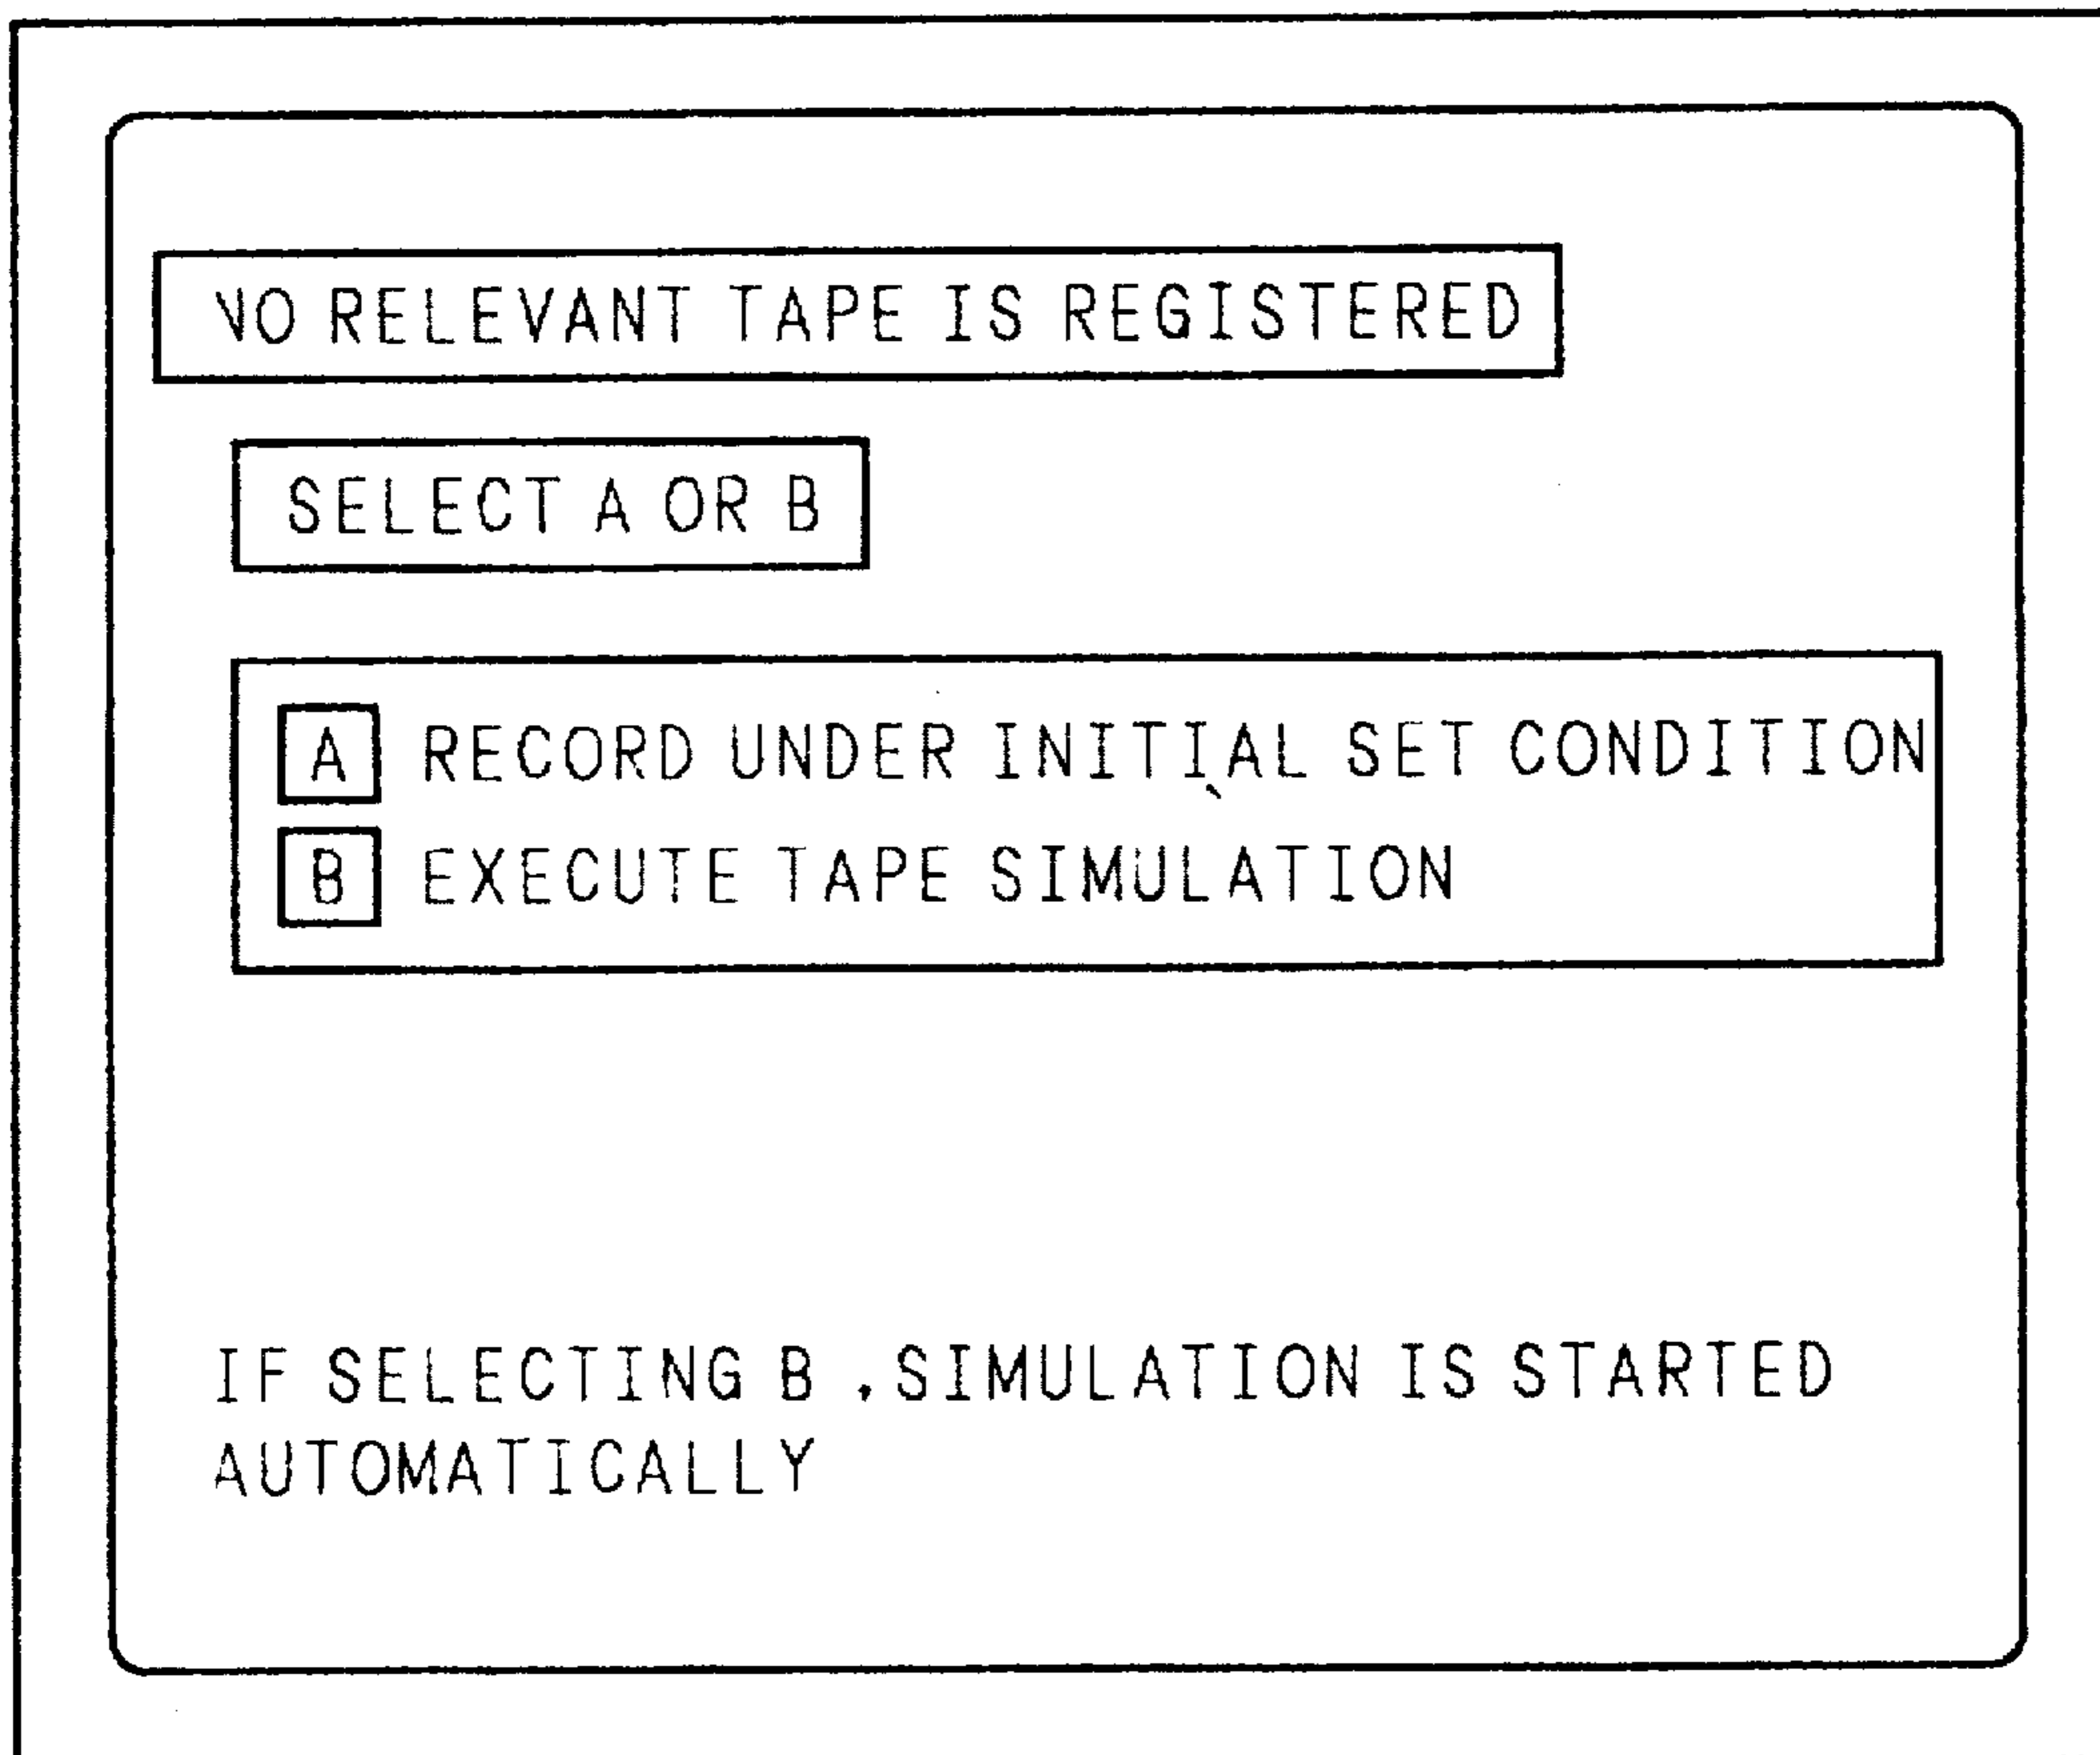 NO RELEVANT TAPE IS REGISTERED
SELECT A OR B
A RECORD UNDER INITIAL SET CONDITION
B EXECUTE TAPE SIMULATION
IF SELECTING B , SIMULATION IS STARTED
AUTOMATICALLY